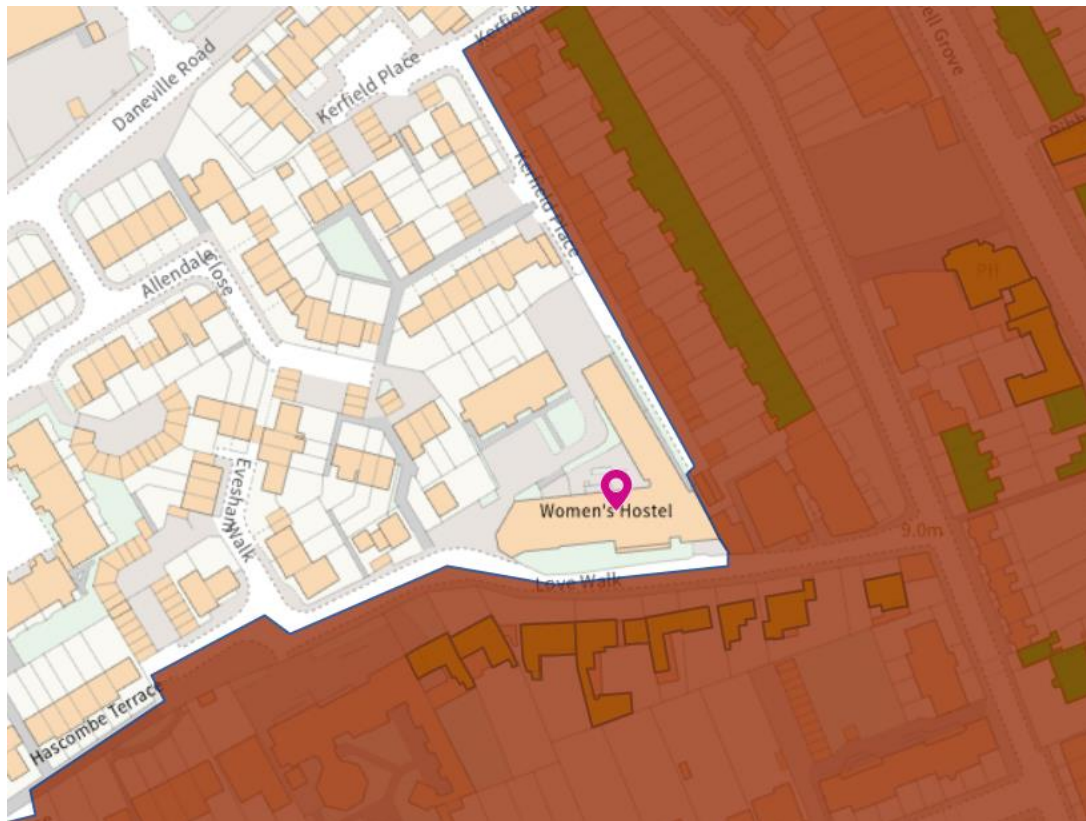 Daneville Road
Kerfield Place
Kerfield
Kerfield Place
Allendale
Close
Evesham
Walk
Women's Hostel
Love Walk
9.0m
PH
Hascombe Terrace